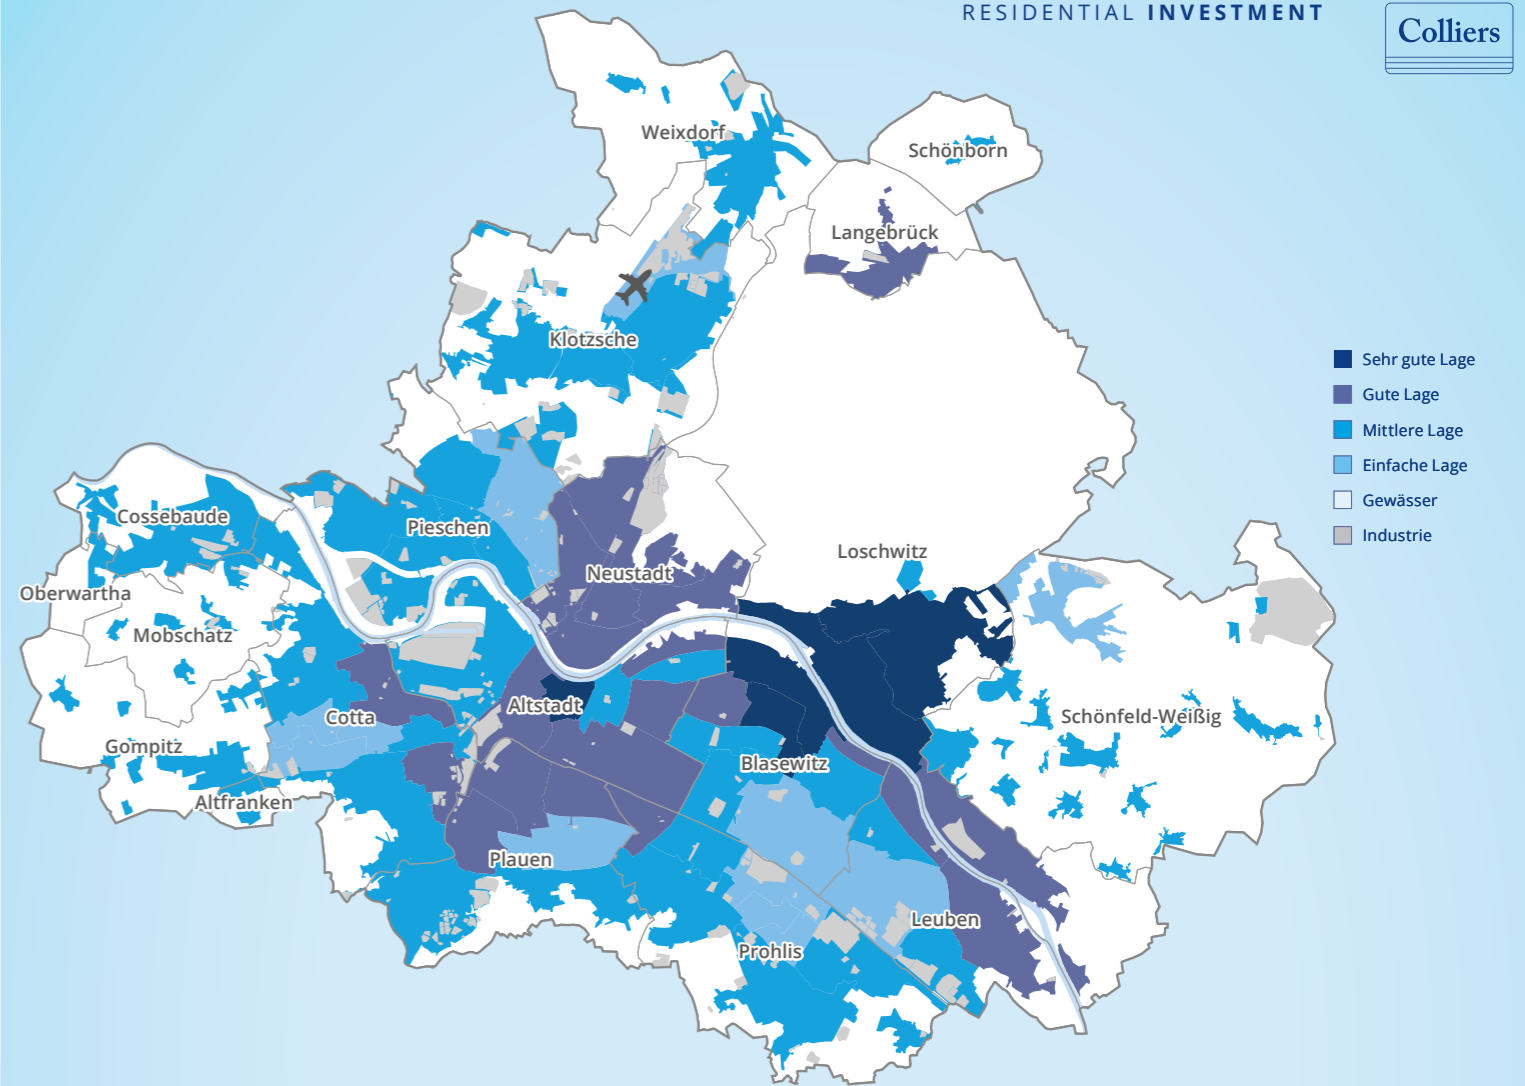 RESIDENTIAL INVESTMENT
Colliers
Weixdorf
Schönborn
Langebrück
Klotzsche
Sehr gute Lage
Gute Lage
Mittlere Lage
Einfache Lage
Gewässer
Industrie
Cossebaude
Pieschen
Loschwitz
Neustadt
Oberwartha
Mobschatz
Altstadt
Cotta
Schönfeld-Weißig
Gompitz
Blasewitz
Altfranken
Plauen
Leuben
Prohlis